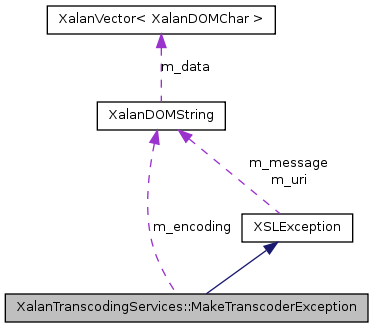 XalanVector< XalanDOMChar >
m_data
XalanDOMString
m_message
m_uri
m_encoding
XSLException
XalanTranscodingServices::MakeTranscoderException